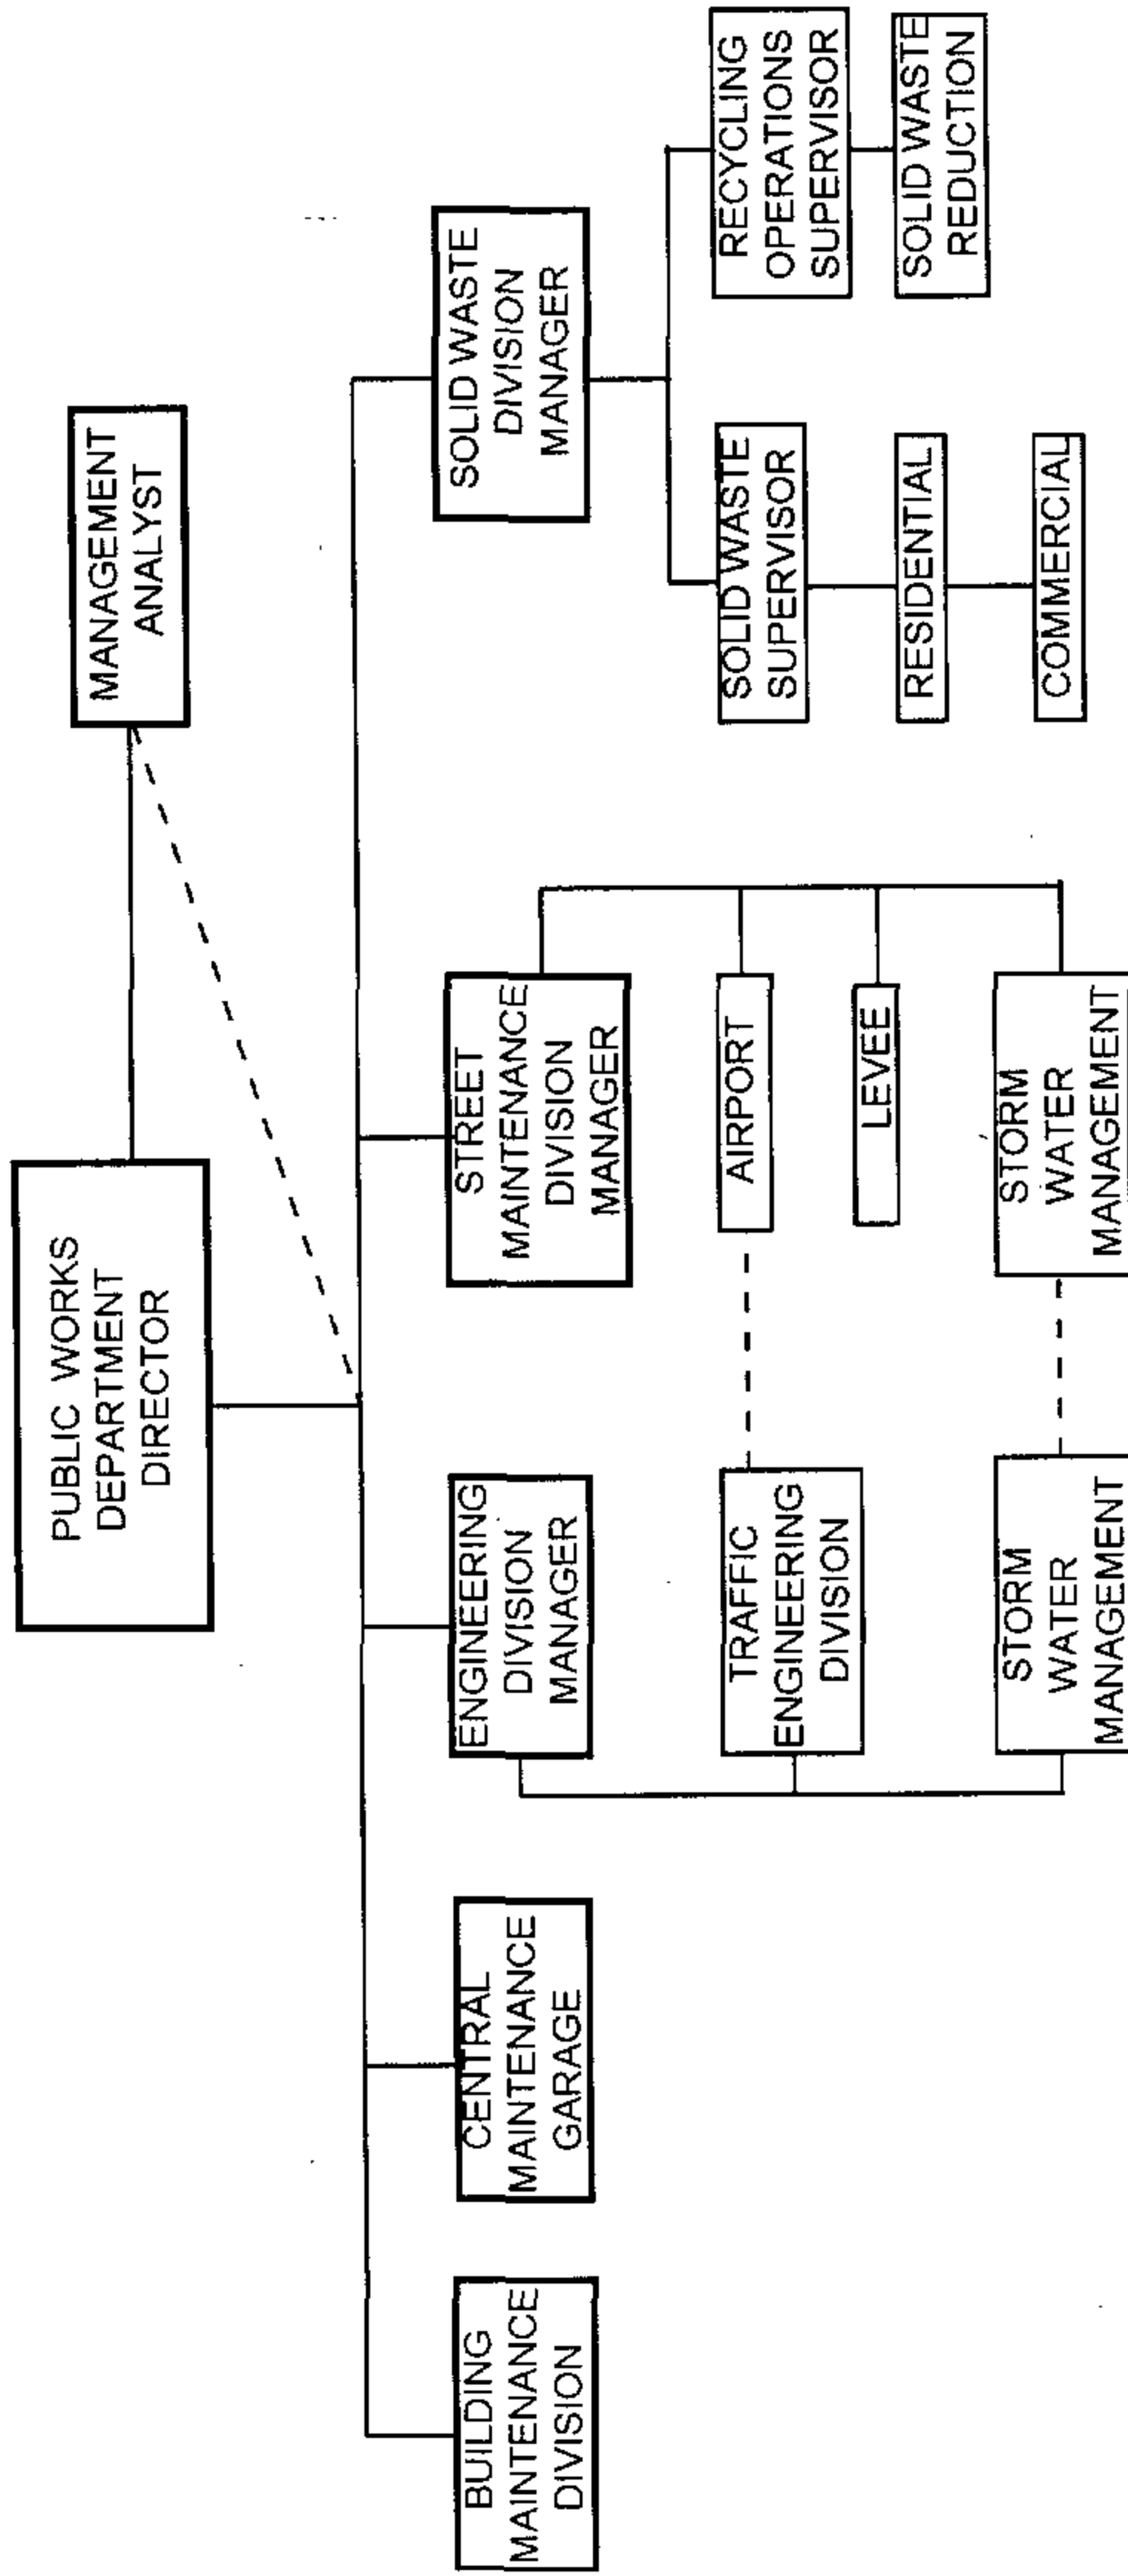 PUBLIC WORKS
DEPARTMENT
DIRECTOR
MANAGEMENT
ANALYST
BUILDING
MAINTENANCE
DIVISION
CENTRAL
MAINTENANCE
GARAGE
ENGINEERING
DIVISION
MANAGER
STREET
MAINTENANCE
DIVISION
MANAGER
SOLID WASTE
DIVISION
MANAGER
TRAFFIC
ENGINEERING
DIVISION
AIRPORT
SOLID WASTE
SUPERVISOR
RECYCLING
OPERATIONS
SUPERVISOR
LEVEE
RESIDENTIAL
SOLID WASTE
REDUCTION
STORM
WATER
MANAGEMENT
STORM
WATER
MANAGEMENT
COMMERCIAL